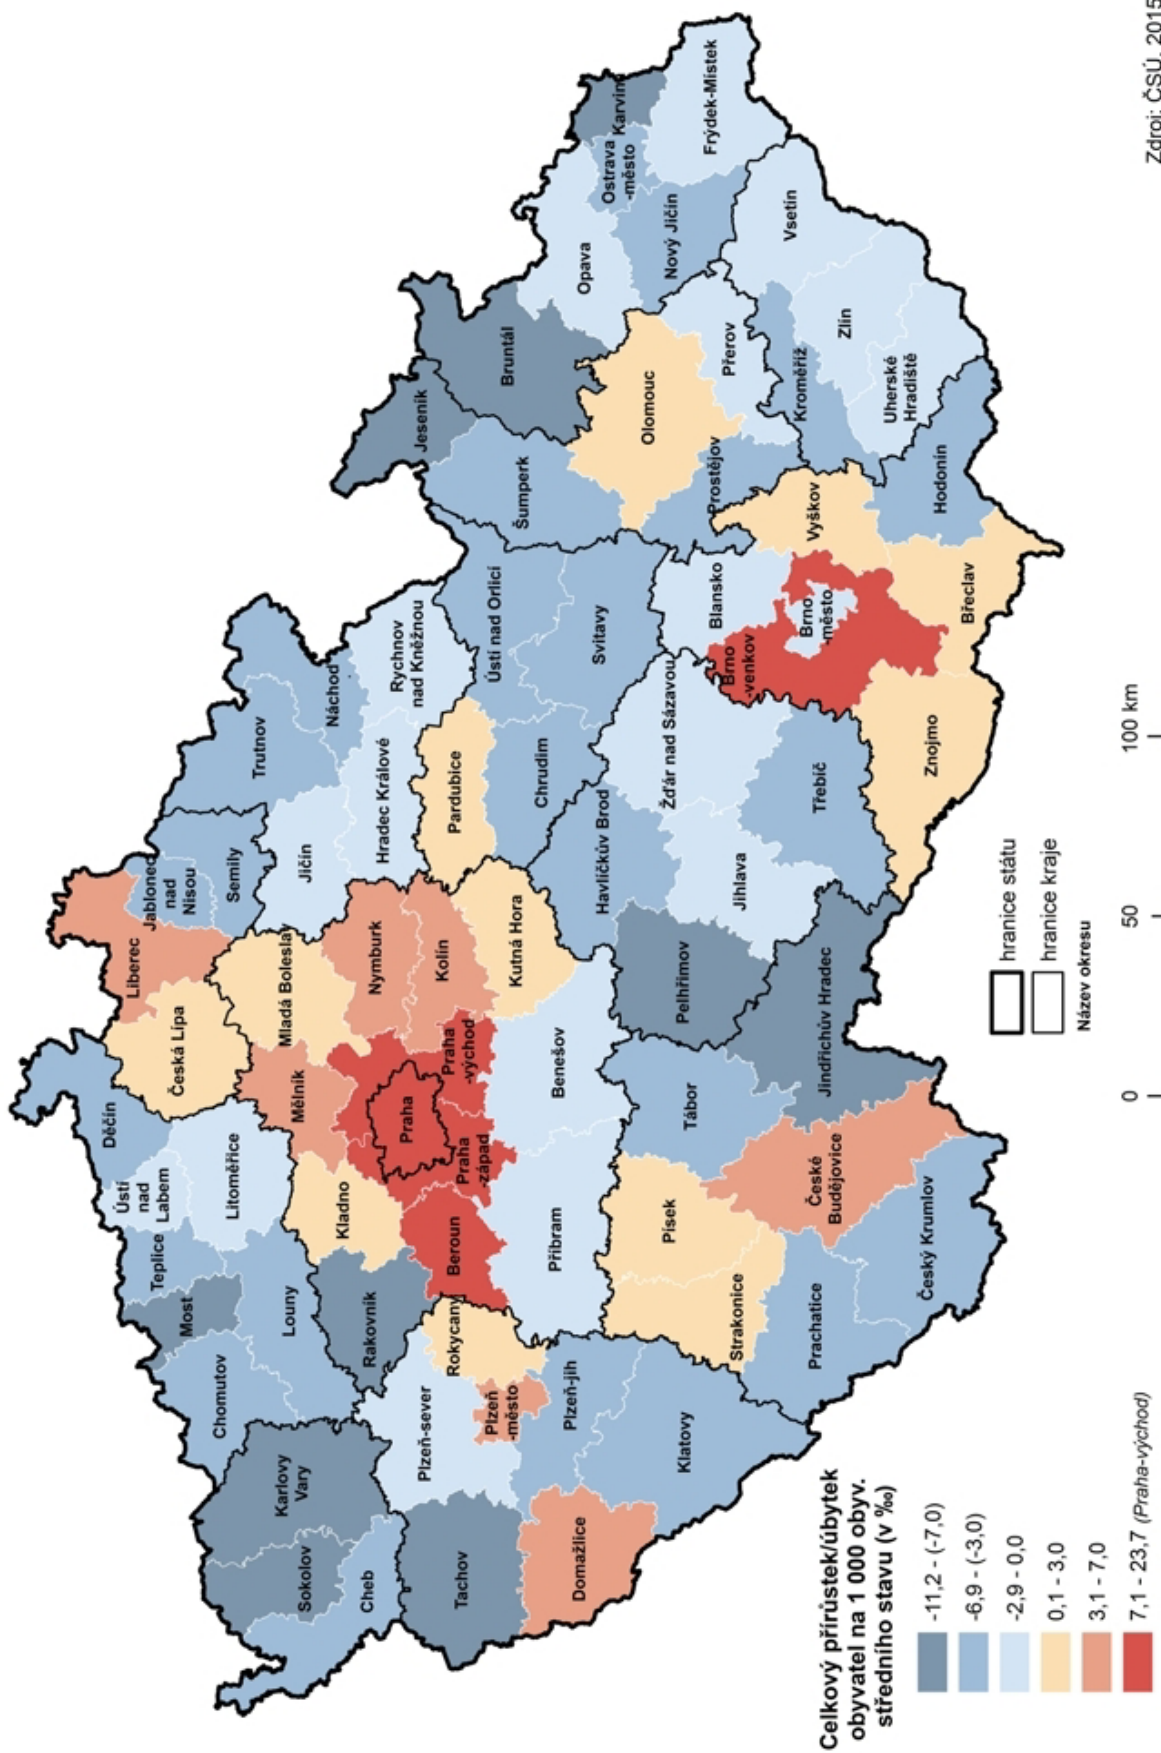 Zdroj: ČSÚ, 2015
Děčín
Liberec
Jablonec
nad
Nisou
Ústí
nad
Labem
Česká Lípa
Teplice
Litoměřice
Semily
Trutnov
Most
Mělník
Mladá Boleslav
Jičín
Náchod
Chomutov
Louny
Kladno
Nymburk
Hradec Králové
Rychnov
nad Kněžnou
Karlovy
Vary
Sokolov
Cheb
Rakovník
Praha
Kolín
Pardubice
Jeseník
Beroun
Praha
-západ
Praha
-východ
Kutná Hora
Ústí nad Orlicí
Šumperk
Bruntál
Plzeň-sever
Rokycany
Tachov
Plzeň
-město
Příbram
Benešov
Chrudim
Svitavy
Olomouc
Opava
Ostrava
-město
Karviná
Domažlice
Plzeň-jih
Havlíčkův Brod
Nový Jičín
Frýdek-Místek
Klatovy
Písek
Tábor
Pelhřimov
Žďár nad Sázavou
Blansko
Prostějov
Přerov
Strakonice
Jihlava
Brno
-venkov
Brno
-město
Vyškov
Kroměříž
Vsetín
Prachatice
České
Budějovice
Jindřichův Hradec
Třebíč
Zlín
Český Krumlov
Znojmo
Břeclav
Hodonín
Uherské
Hradiště
Celkový přírůstek/úbytek
obyvatel na 1 000 obyv.
středního stavu (v ‰)
-11,2 - (-7,0)
-6,9 - (-3,0)
-2,9 - 0,0
0,1 - 3,0
3,1 - 7,0
7,1 - 23,7 (Praha-východ)
hranice státu
hranice kraje
Název okresu
0
50
100 km